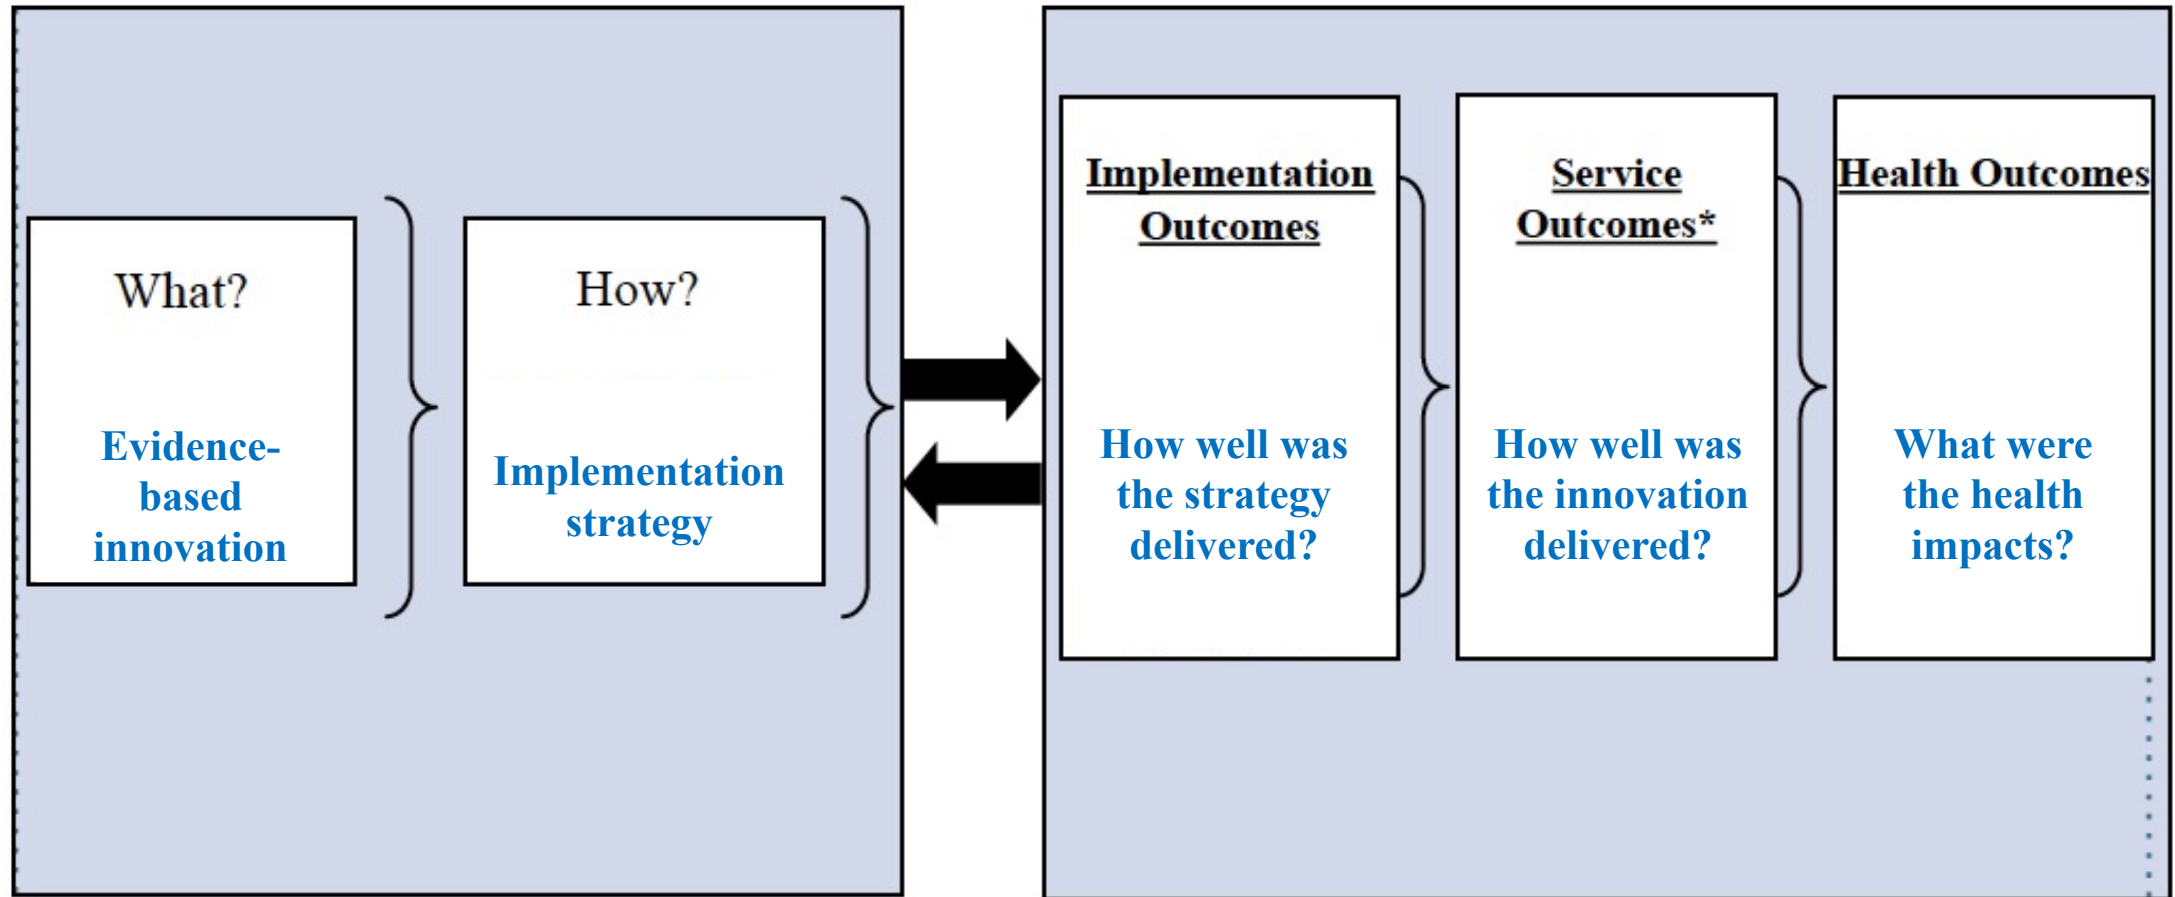 What?
Evidence-
based
innovation
How?
Implementation
strategy
Implementation
Outcomes
How well was
the strategy
delivered?
Service
Outcomes*
How well was
the innovation
delivered?
Health Outcomes
What were
the health
impacts?